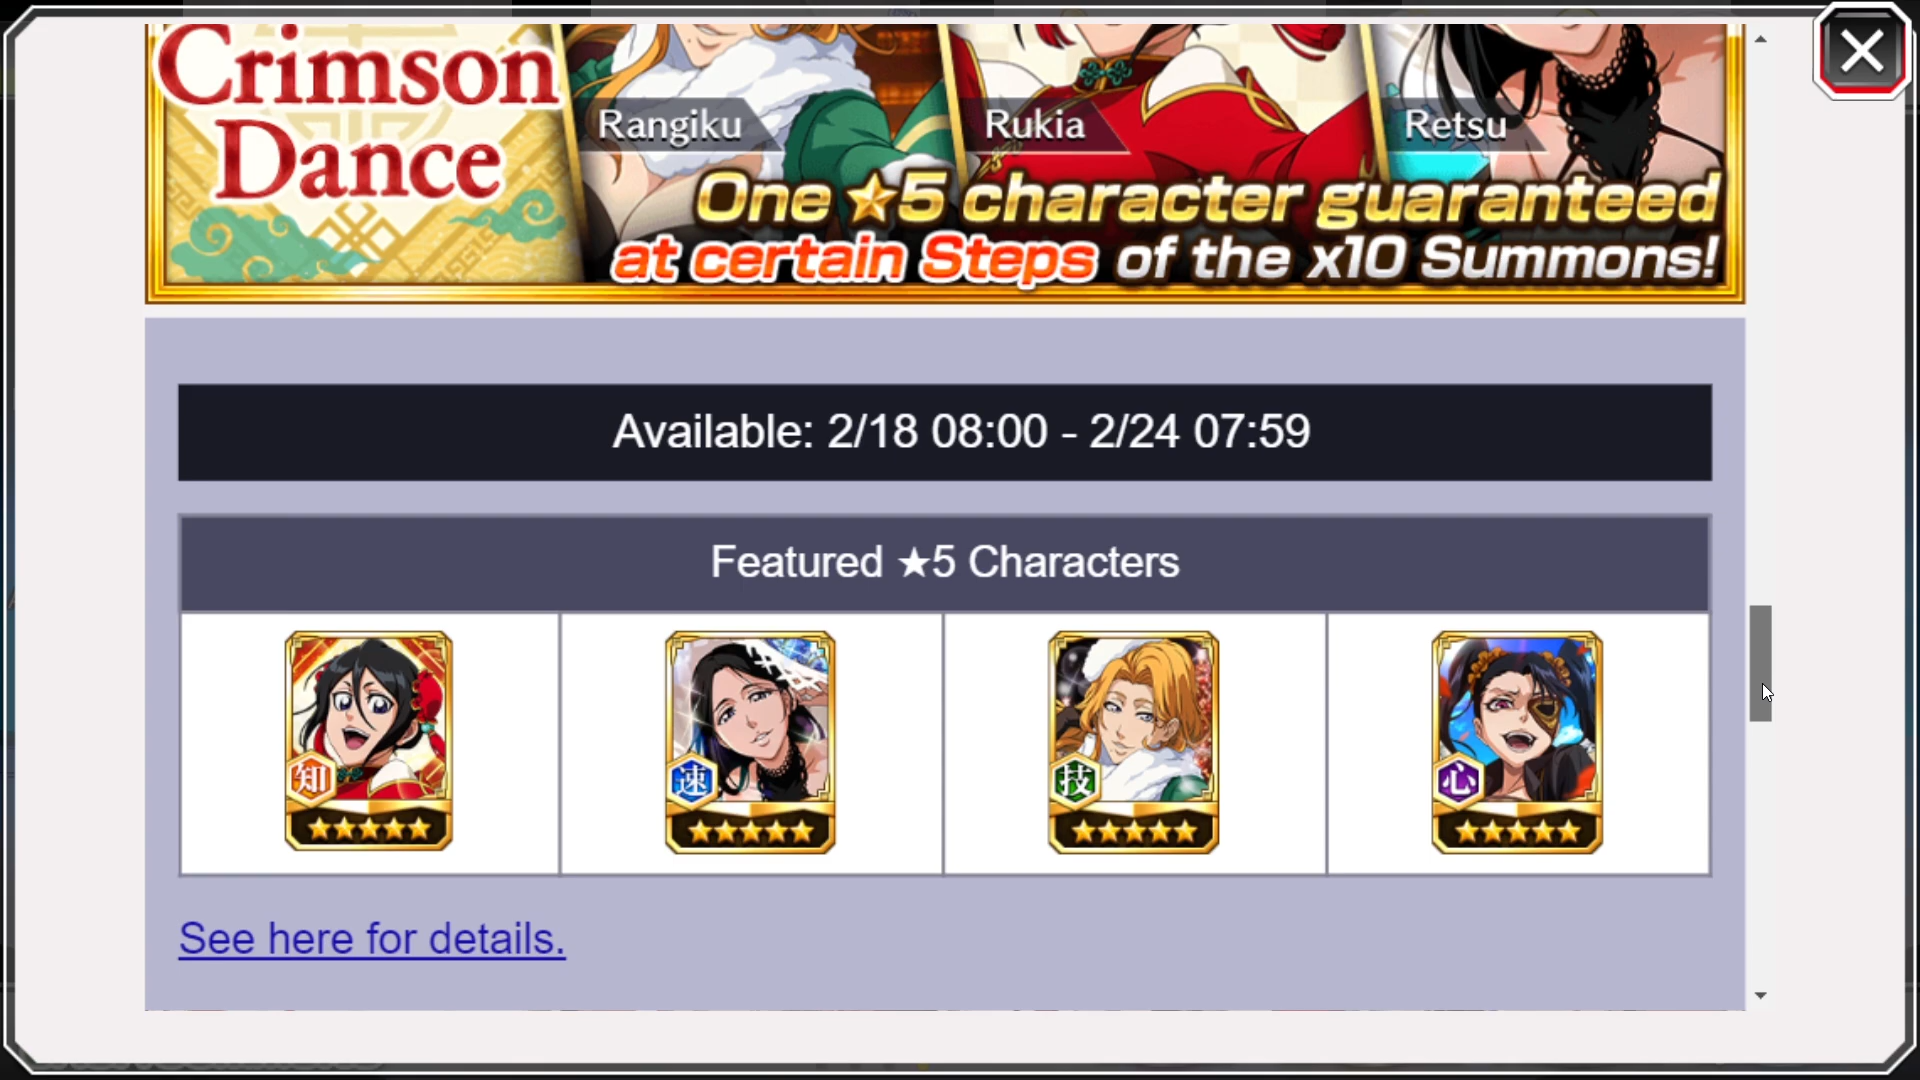 Crimson
Dance
Rangiku
Rukia
Retsu
One ★5 character guaranteed
at certain Steps of the x10 Summons!
Available: 2/18 08:00 - 2/24 07:59
Featured ★5 Characters
知
速
技
心
See here for details.